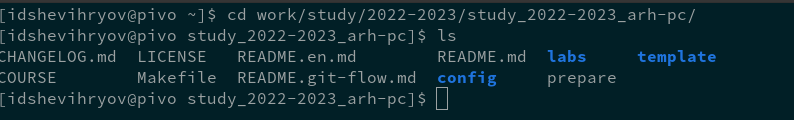 [idshevihryov@pivo ~]$ cd work/study/2022-2023/study_2022-2023_arh-pc/
[idshevihryov@pivo study_2022-2023_arh-pc]$ ls
CHANGELOG.md  LICENSE   README.en.md        README.md  labs     template
COURSE        Makefile  README.git-flow.md  config     prepare
[idshevihryov@pivo study_2022-2023_arh-pc]$